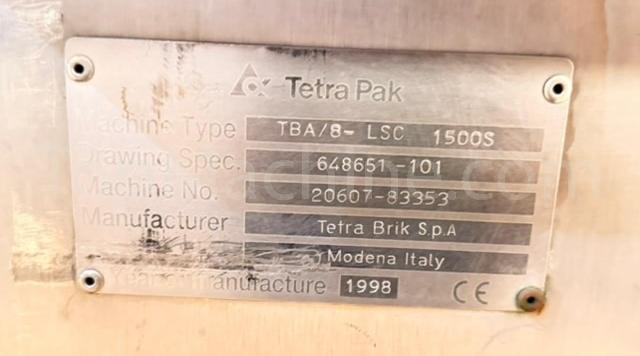 Tetra Pak
Machine Type TBA/8- LSC 1500S
Drawing Spec. 648651-101
Machine No. 20607-83353
Manufacturer Tetra Brik S.p.A
Modena Italy
Year of manufacture 1998 CE